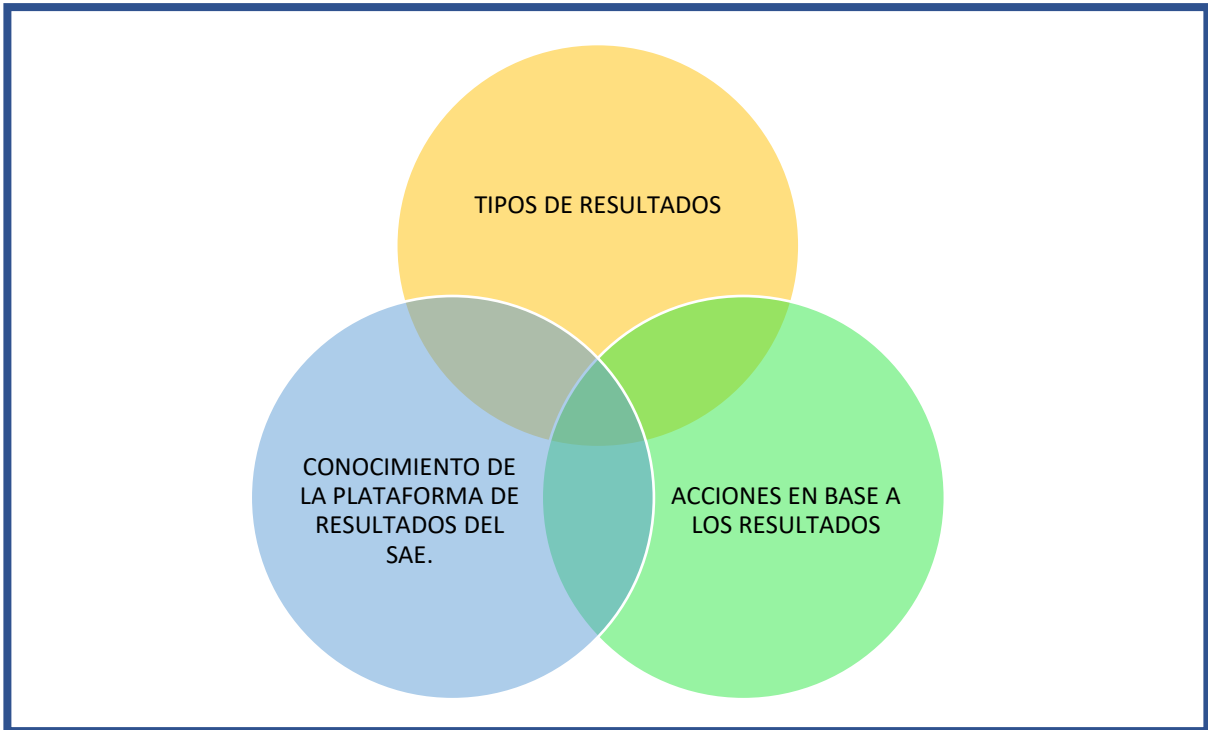 TIPOS DE RESULTADOS
CONOCIMIENTO DE
LA PLATAFORMA DE
RESULTADOS DEL
SAE.
ACCIONES EN BASE A
LOS RESULTADOS